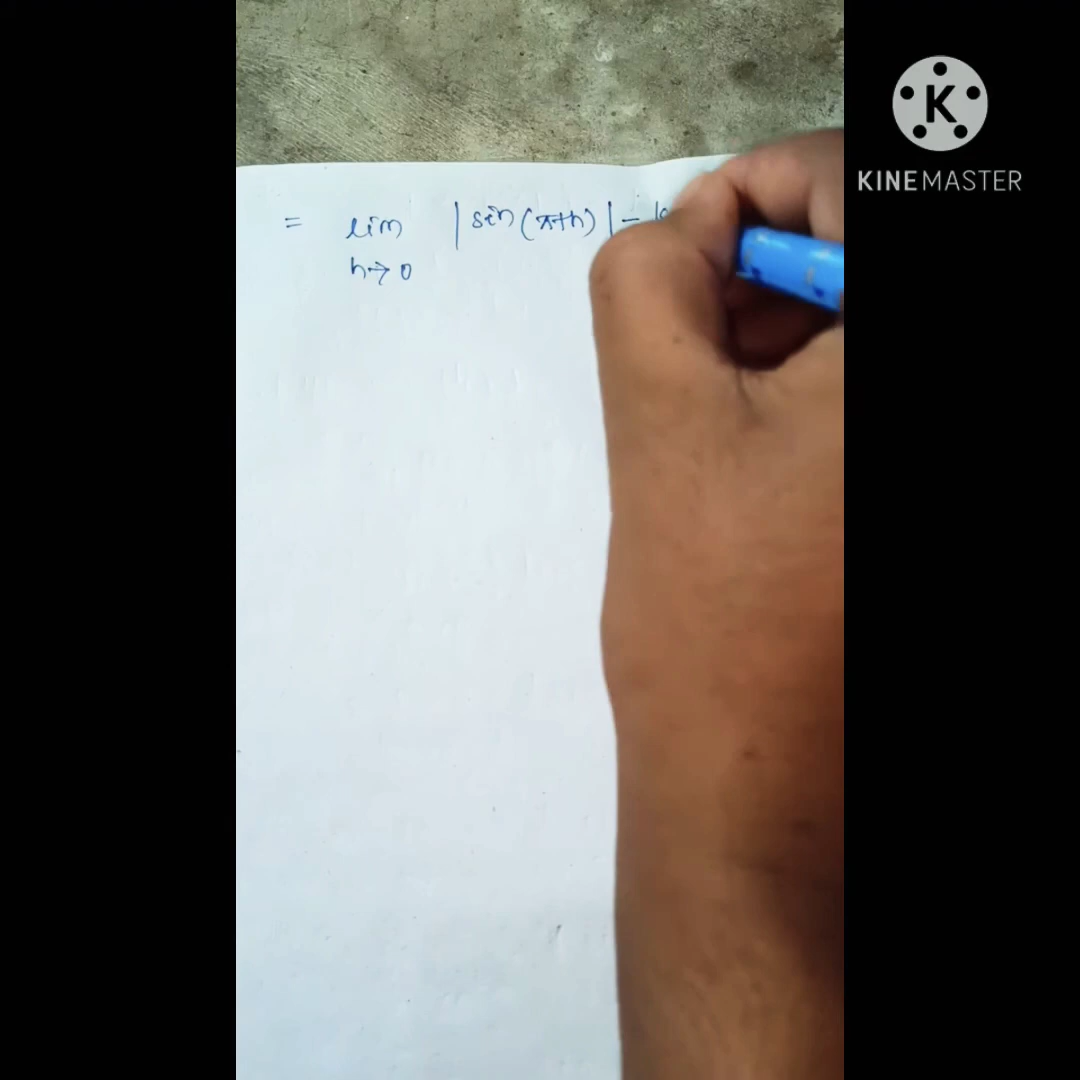 = lim |sin(π+h)| -
h→0
K
KINEMASTER